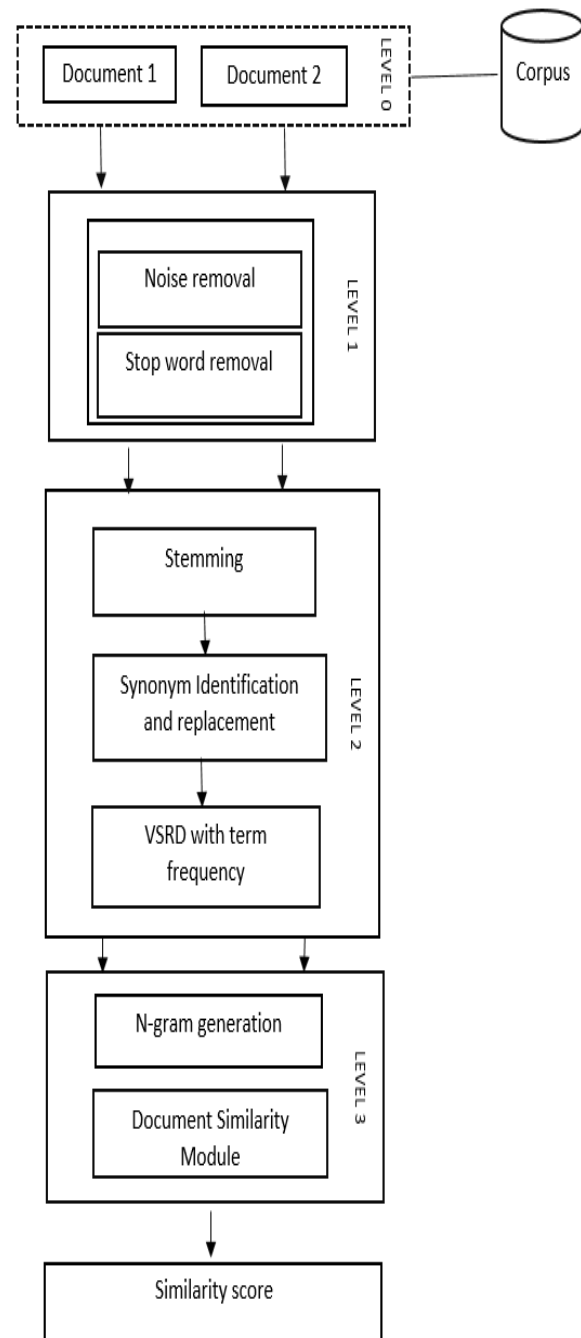 Document 1
Document 2
LEVEL 0
Corpus
Noise removal
Stop word removal
LEVEL 1
Stemming
Synonym Identification
and replacement
VSRD with term
frequency
LEVEL 2
N-gram generation
Document Similarity
Module
LEVEL 3
Similarity score